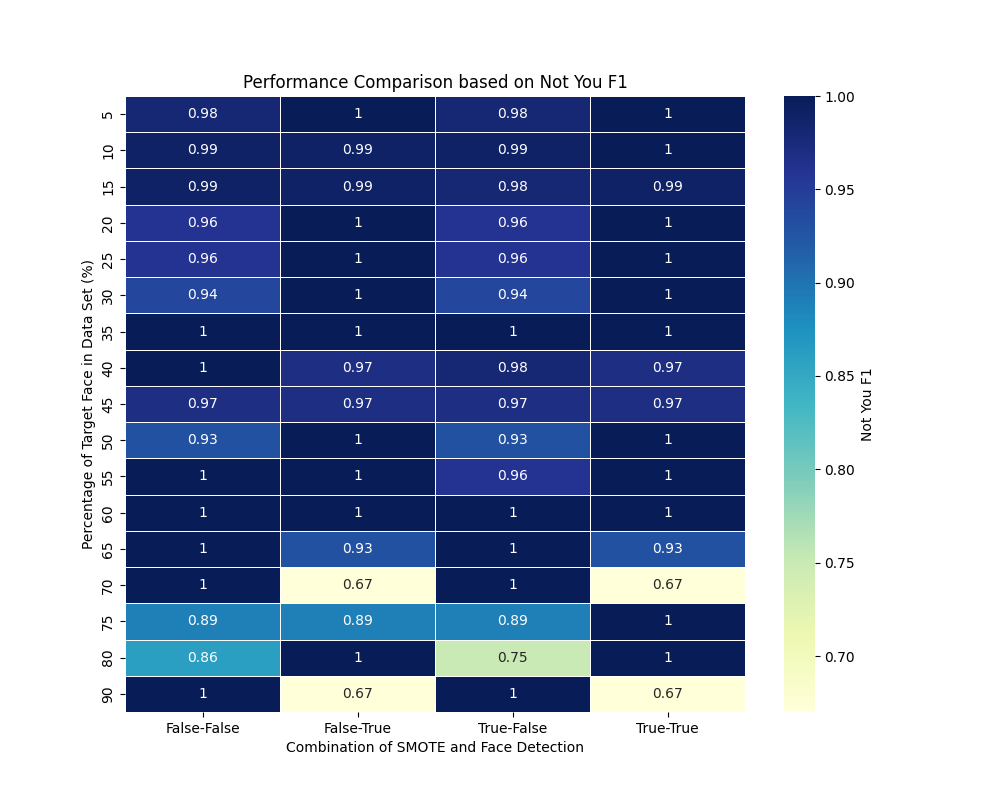 Performance Comparison based on Not You F1
5 0.98 1 0.98 1
10 0.99 0.99 0.99 1
15 0.99 0.99 0.98 0.99
20 0.96 1 0.96 1
25 0.96 1 0.96 1
30 0.94 1 0.94 1
35 1 1 1 1
40 1 0.97 0.98 0.97
45 0.97 0.97 0.97 0.97
50 0.93 1 0.93 1
55 1 1 0.96 1
60 1 1 1 1
65 1 0.93 1 0.93
70 1 0.67 1 0.67
75 0.89 0.89 0.89 1
80 0.86 1 0.75 1
90 1 0.67 1 0.67
False-False False-True True-False True-True
Combination of SMOTE and Face Detection
Percentage of Target Face in Data Set (%)
1.00
0.95
0.90
0.85
0.80
0.75
0.70
Not You F1